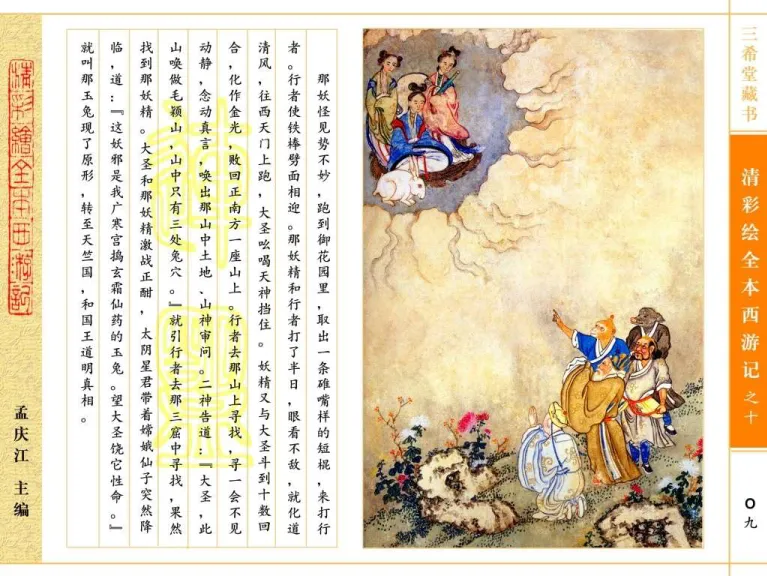 三希堂藏书
清彩绘全本西游记之十
〇九
那妖怪见势不妙,跑到御花园里,取出一条碓嘴样的短棍,来打行
者。行者使铁棒劈面相迎。那妖精和行者打了半日,眼看不敌,就化道
清风,往西天门上跑,大圣吆喝天神挡住。妖精又与大圣斗到十数回
合,化作金光,败回正南方一座山上。行者去那山上寻找,寻一会不见
动静,念动真言,唤出那山中土地、山神审问。二神告道:『大圣,此
山唤做毛颖山,山中只有三处兔穴。』就引行者去那三窟中寻找,果然
找到那妖精。大圣和那妖精激战正酣,太阴星君带着嫦娥仙子突然降
临,道:『这妖邪是我广寒宫捣玄霜仙药的玉兔。望大圣饶它性命。』
就叫那玉兔现了原形,转至天竺国,和国王道明真相。
清彩繪全本西游記
孟庆江 主编